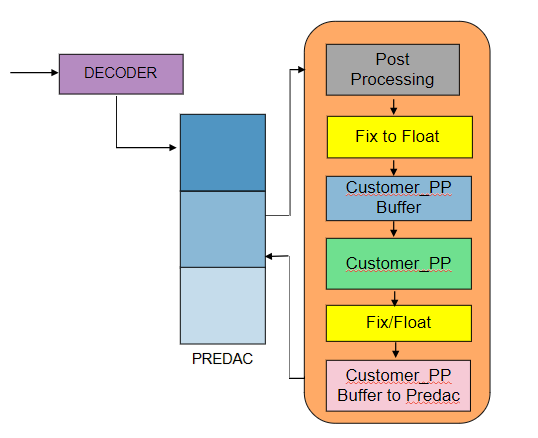 DECODER
PREDAC
Post
Processing
Fix to Float
Customer_PP
Buffer
Customer_PP
Fix/Float
Customer_PP
Buffer to Predac